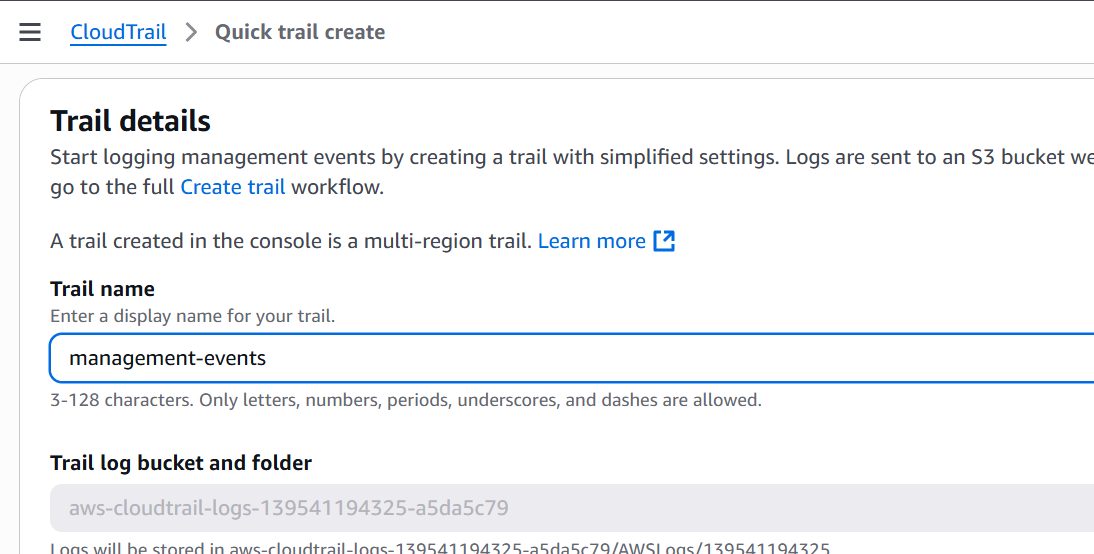 CloudTrail > Quick trail create
Trail details
Start logging management events by creating a trail with simplified settings. Logs are sent to an S3 bucket we
go to the full Create trail workflow.
A trail created in the console is a multi-region trail. Learn more
Trail name
Enter a display name for your trail.
management-events
3-128 characters. Only letters, numbers, periods, underscores, and dashes are allowed.
Trail log bucket and folder
aws-cloudtrail-logs-139541194325-a5da5c79
Logs will be stored in aws-cloudtrail-logs-139541194325-a5da5c79/AWSLogs/139541194325